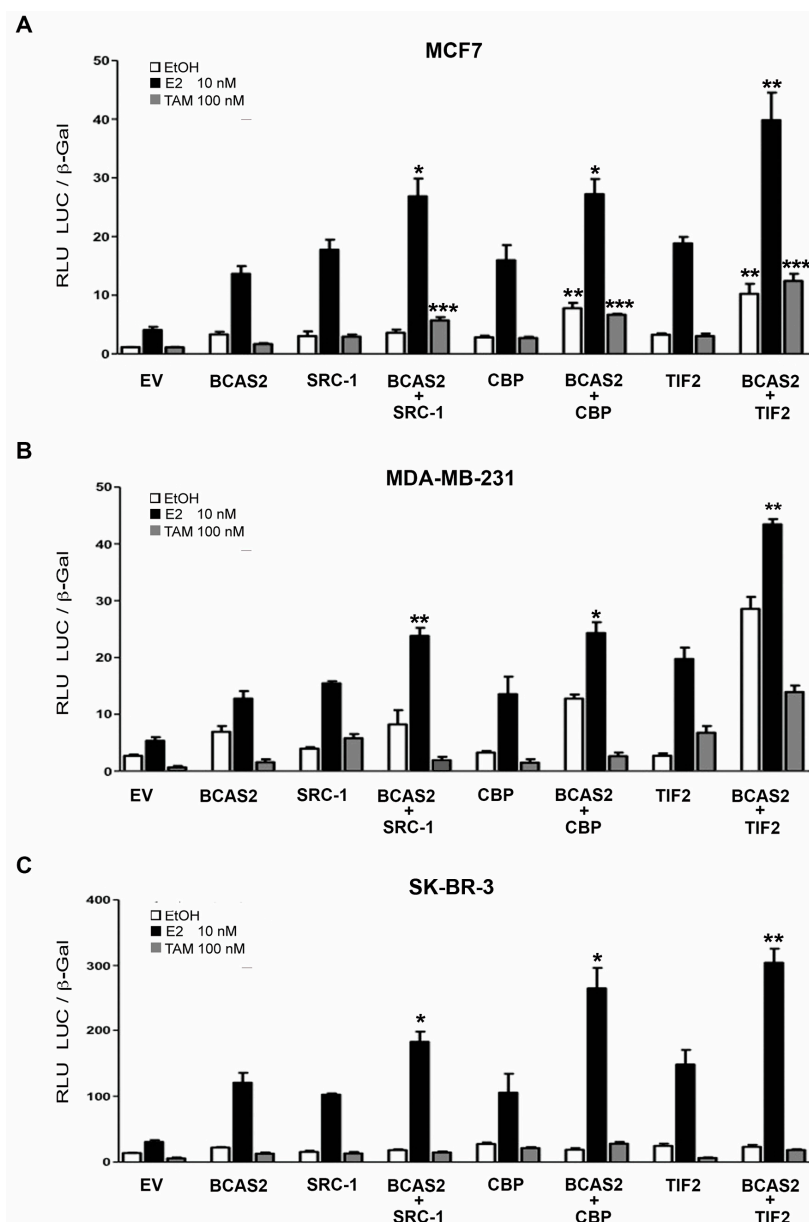 A
MCF7
50
40
30
20
10
0
RLU LUC / β-Gal
EtOH
E2 10 nM
TAM 100 nM
* * **
*** ** *** ** ***
EV BCAS2 SRC-1 BCAS2 CBP BCAS2 TIF2 BCAS2
+ + +
SRC-1 CBP TIF2
B
MDA-MB-231
50
40
30
20
10
0
RLU LUC / β-Gal
EtOH
E2 10 nM
TAM 100 nM
** * **
EV BCAS2 SRC-1 BCAS2 CBP BCAS2 TIF2 BCAS2
+ + +
SRC-1 CBP TIF2
C
SK-BR-3
400
300
200
100
0
RLU LUC / β-Gal
EtOH
E2 10 nM
TAM 100 nM
* * **
EV BCAS2 SRC-1 BCAS2 CBP BCAS2 TIF2 BCAS2
+ + +
SRC-1 CBP TIF2